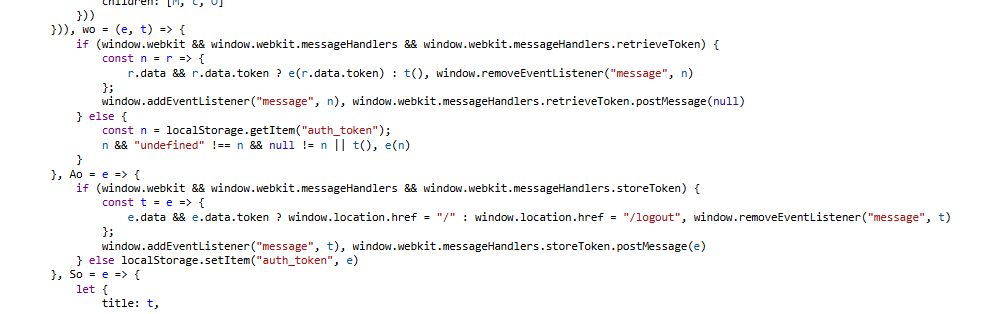 children: [M, C, O]
}))
})), wo = (e, t) => {
if (window.webkit && window.webkit.messageHandlers && window.webkit.messageHandlers.retrieveToken) {
const n = r => {
r.data && r.data.token ? e(r.data.token) : t(), window.removeEventListener("message", n)
};
window.addEventListener("message", n), window.webkit.messageHandlers.retrieveToken.postMessage(null)
} else {
const n = localStorage.getItem("auth_token");
n && "undefined" !== n && null != n || t(), e(n)
}
}, Ao = e => {
if (window.webkit && window.webkit.messageHandlers && window.webkit.messageHandlers.storeToken) {
const t = e => {
e.data && e.data.token ? window.location.href = "/" : window.location.href = "/logout", window.removeEventListener("message", t)
};
window.addEventListener("message", t), window.webkit.messageHandlers.storeToken.postMessage(e)
} else localStorage.setItem("auth_token", e)
}, So = e => {
let {
title: t,